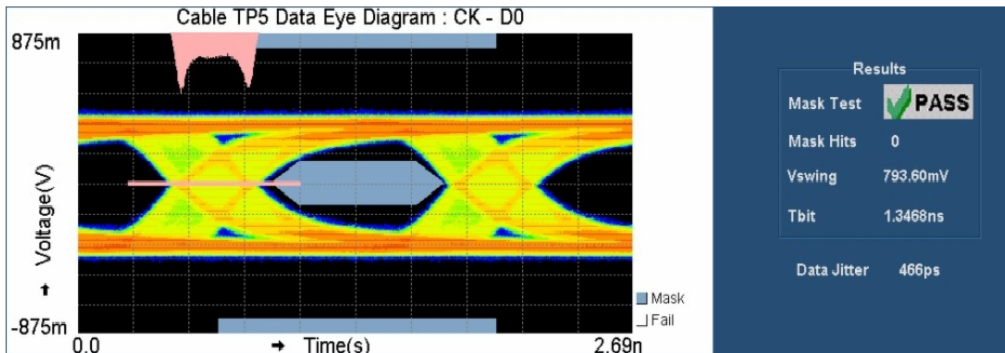 Cable TP5 Data Eye Diagram : CK - D0
875m
Voltage(V)
-875m
0.0
Time(s)
2.69n
Mask
Fail
Results
Mask Test PASS
Mask Hits 0
Vswing 793.60mV
Tbit 1.3468ns
Data Jitter 466ps